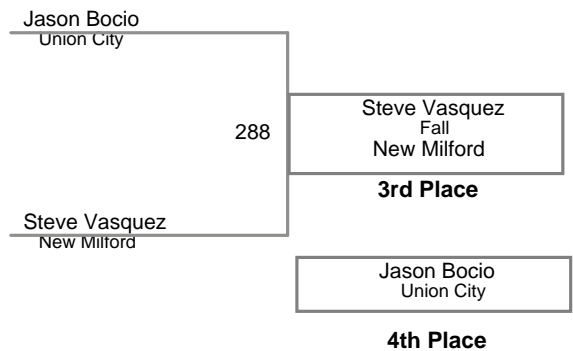 Jason Bocio
Union City
288
Steve Vasquez
Fall
New Milford
3rd Place
Steve Vasquez
New Milford
Jason Bocio
Union City
4th Place